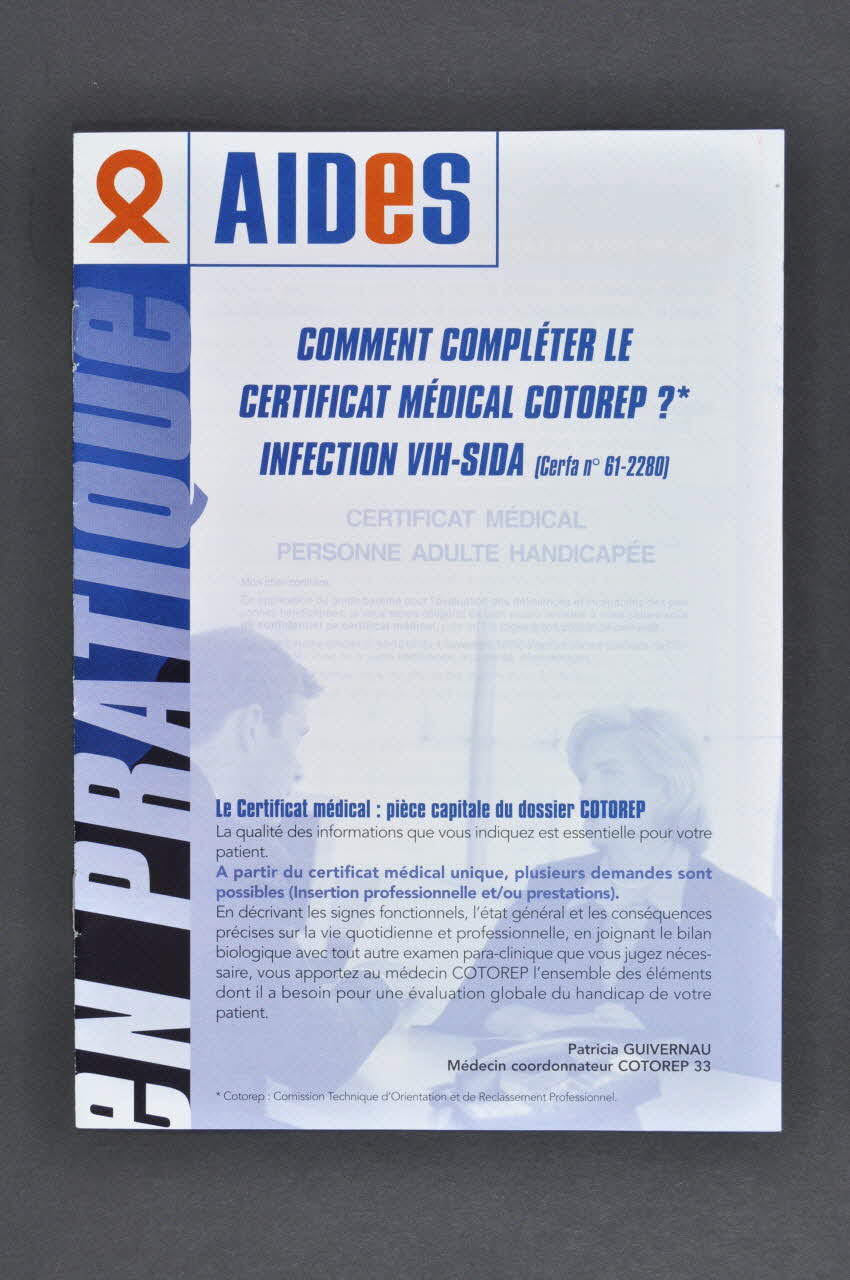 AIDes
en PRATIQUE
COMMENT COMPLÉTER LE
CERTIFICAT MÉDICAL COTOREP ?*
INFECTION VIH-SIDA (Cerfa n° 61-2280)
CERTIFICAT MÉDICAL
PERSONNE ADULTE HANDICAPÉE
Mon cher confrère,
Le Certificat médical : pièce capitale du dossier COTOREP
La qualité des informations que vous indiquez est essentielle pour votre
patient.
A partir du certificat médical unique, plusieurs demandes sont
possibles (Insertion professionnelle et/ou prestations).
En décrivant les signes fonctionnels, l'état général et les conséquences
précises sur la vie quotidienne et professionnelle, en joignant le bilan
biologique avec tout autre examen para-clinique que vous jugez néces-
saire, vous apportez au médecin COTOREP l'ensemble des éléments
dont il a besoin pour une évaluation globale du handicap de votre
patient.
Patricia GUIVERNAU
Médecin coordonnateur COTOREP 33
* Cotorep : Comission Technique d'Orientation et de Reclassement Professionnel.